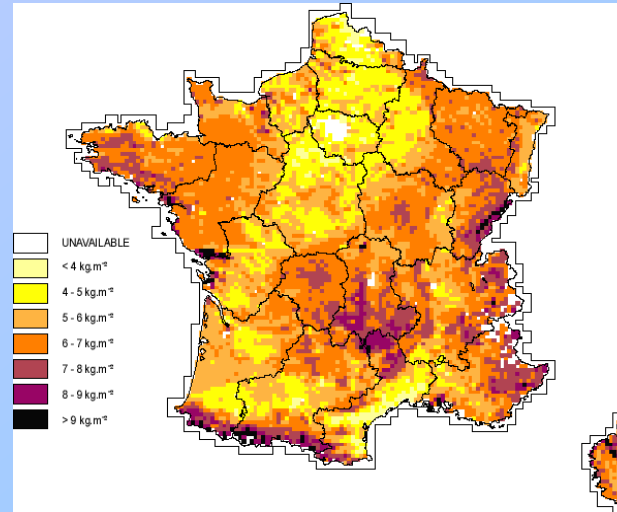 UNAVAILABLE
< 4 kg.m⁻²
4 - 5 kg.m⁻²
5 - 6 kg.m⁻²
6 - 7 kg.m⁻²
7 - 8 kg.m⁻²
8 - 9 kg.m⁻²
> 9 kg.m⁻²